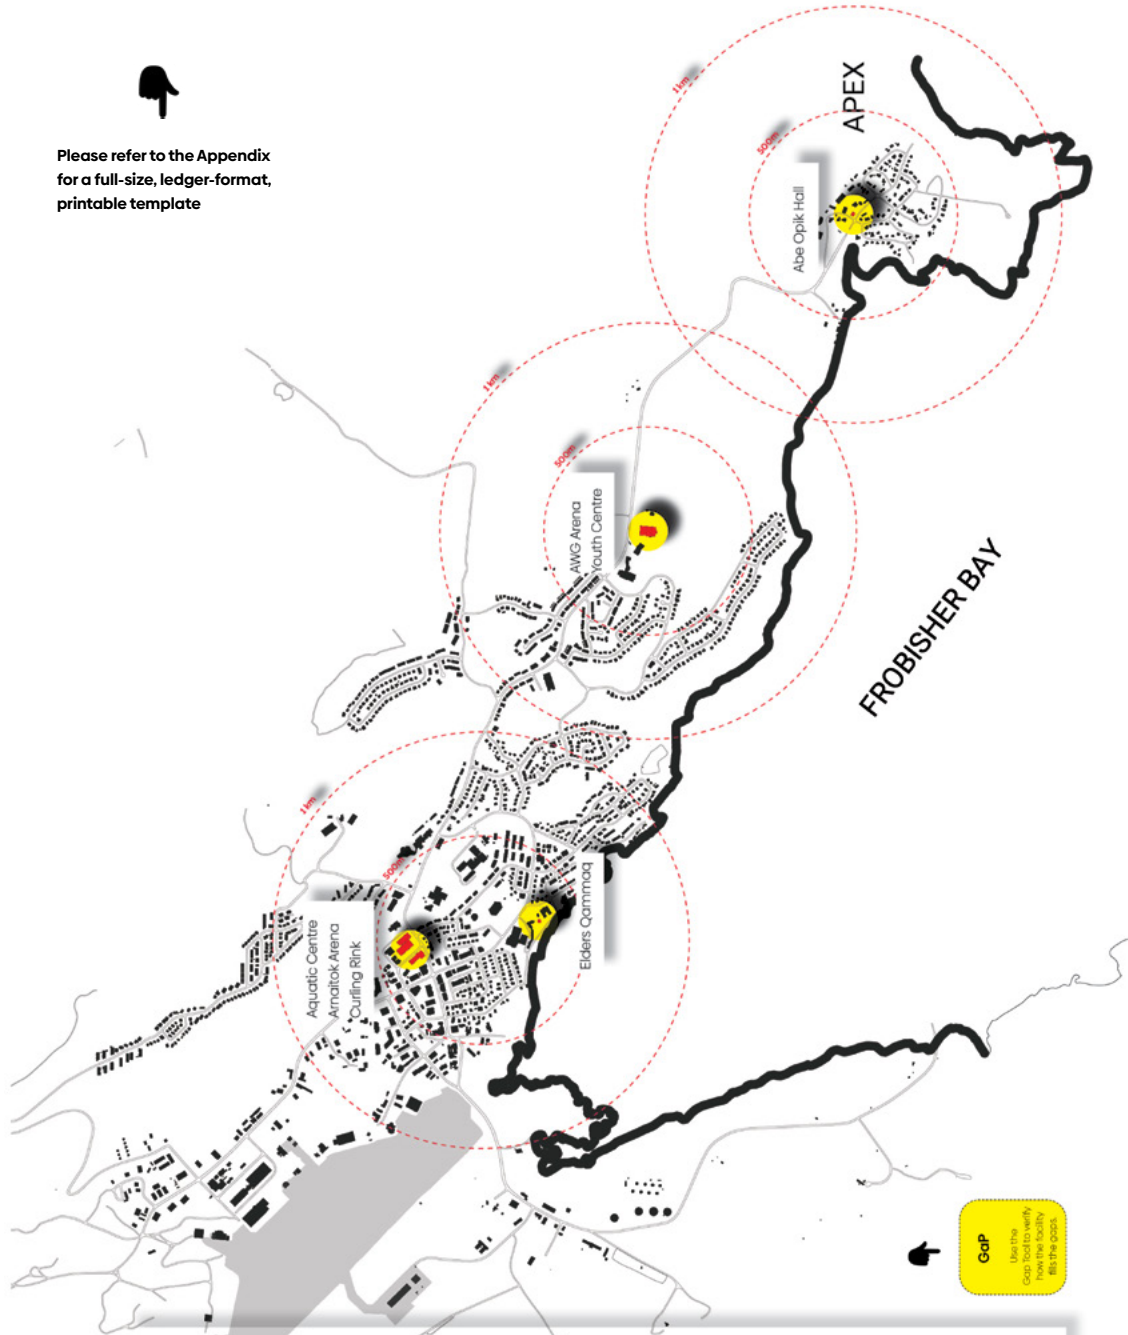 Please refer to the Appendix
for a full-size, ledger-format,
printable template
1km
500m
APEX
Abe Opik Hall
1km
500m
AWG Arena
Youth Centre
FROBISHER BAY
1km
500m
Aquatic Centre
Arnaitok Arena
Curling Rink
Elders Qammaq
GaP
Use the
Gap Tool to verify
how the facility
fills the gaps.